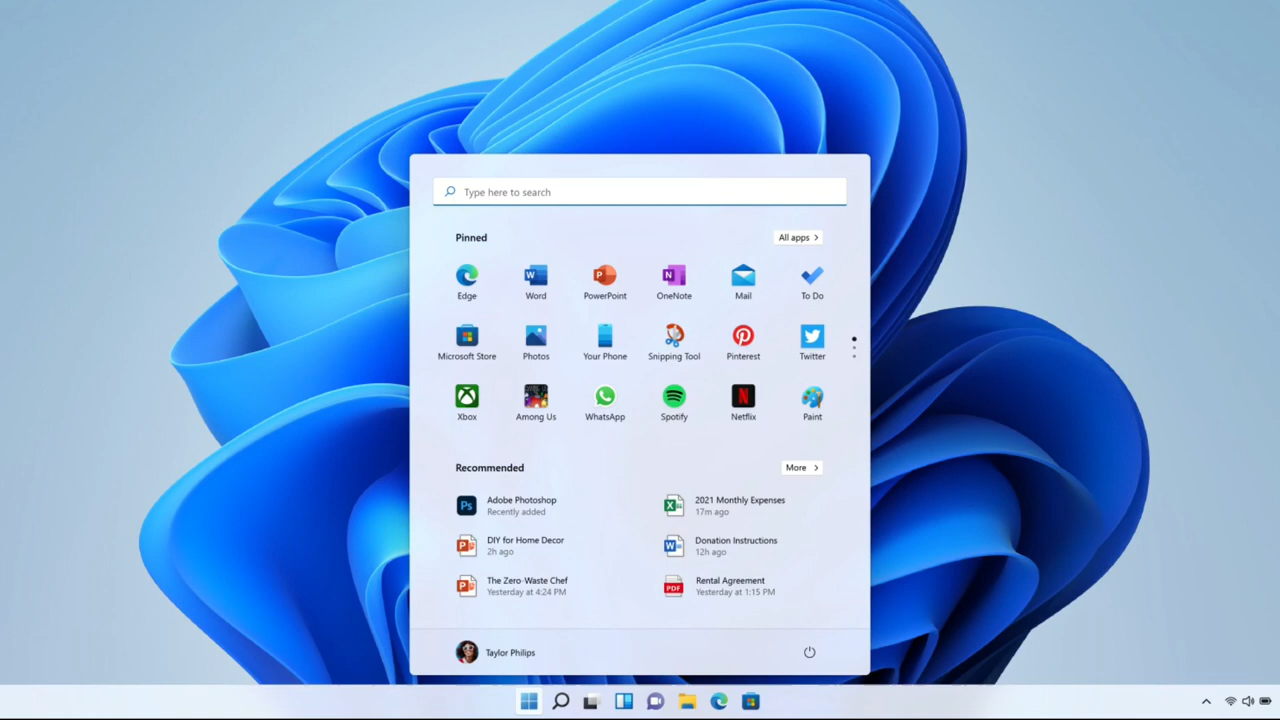 Type here to search
Pinned
All apps
Edge
Word
PowerPoint
OneNote
Mail
To Do
Microsoft Store
Photos
Your Phone
Snipping Tool
Pinterest
Twitter
Xbox
Among Us
WhatsApp
Spotify
Netflix
Paint
Recommended
More
Adobe Photoshop
Recently added
2021 Monthly Expenses
17m ago
DIY for Home Decor
2h ago
Donation Instructions
12h ago
The Zero-Waste Chef
Yesterday at 4:24 PM
Rental Agreement
Yesterday at 1:15 PM
Ps
PDF
Taylor Philips